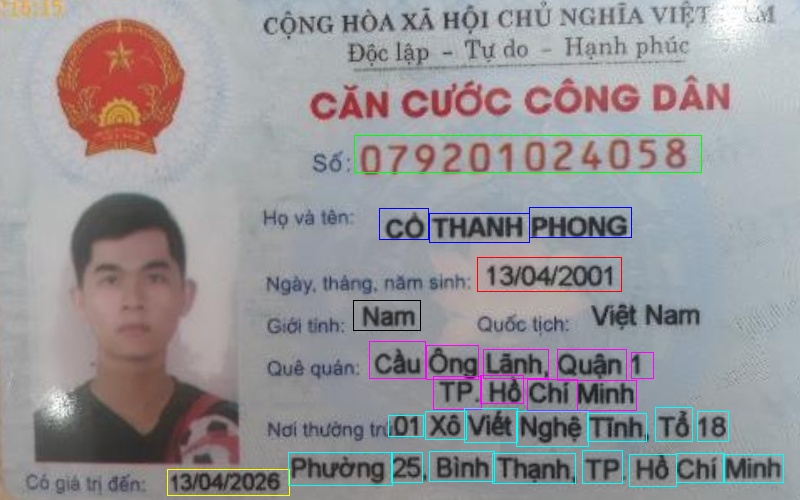 16:15
CỘNG HÒA XÃ HỘI CHỦ NGHĨA VIỆT NAM
Độc lập - Tự do - Hạnh phúc
CĂN CƯỚC CÔNG DÂN
Số: 079201024058
Họ và tên: CỔ THANH PHONG
Ngày, tháng, năm sinh: 13/04/2001
Giới tính: Nam Quốc tịch: Việt Nam
Quê quán: Cầu Ông Lãnh, Quận 1
TP. Hồ Chí Minh
Nơi thường trú: 01 Xô Viết Nghệ Tĩnh, Tổ 18
Phường 25, Bình Thạnh, TP. Hồ Chí Minh
Có giá trị đến: 13/04/2026